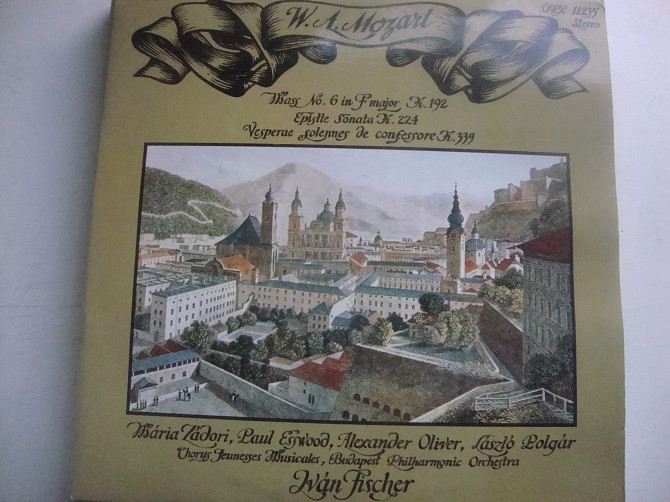 W. A. Mozart
SLPX 12235
Stereo
Mass No. 6 in F major K. 192
Epistle Sonata K. 224
Vesperae solennes de confessore K. 339
Mária Zádori, Paul Esswood, Alexander Oliver, László Polgár
Chorus Jeunesses Musicales, Budapest Philharmonic Orchestra
Iván Fischer